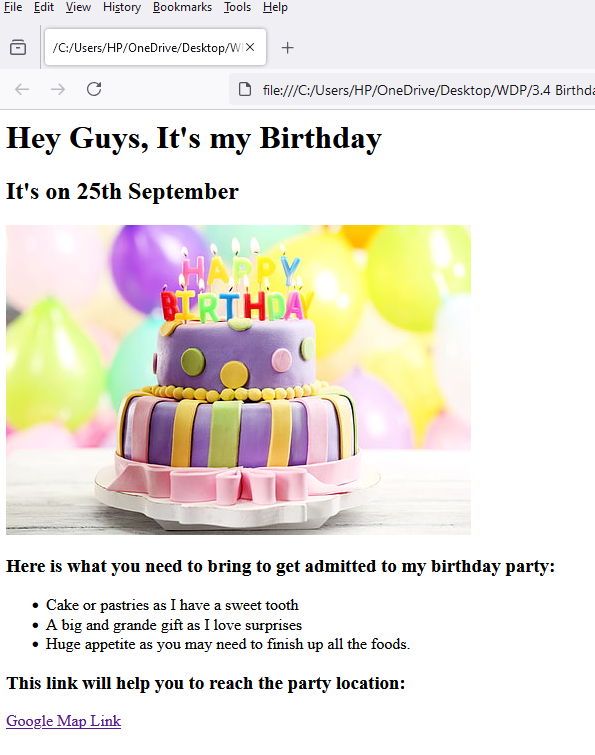 File Edit View History Bookmarks Tools Help
/C:/Users/HP/OneDrive/Desktop/W
file:///C:/Users/HP/OneDrive/Desktop/WDP/3.4 Birthda
Hey Guys, It's my Birthday
It's on 25th September
HAPPY
BIRTHDAY
Here is what you need to bring to get admitted to my birthday party:
Cake or pastries as I have a sweet tooth
A big and grande gift as I love surprises
Huge appetite as you may need to finish up all the foods.
This link will help you to reach the party location:
Google Map Link